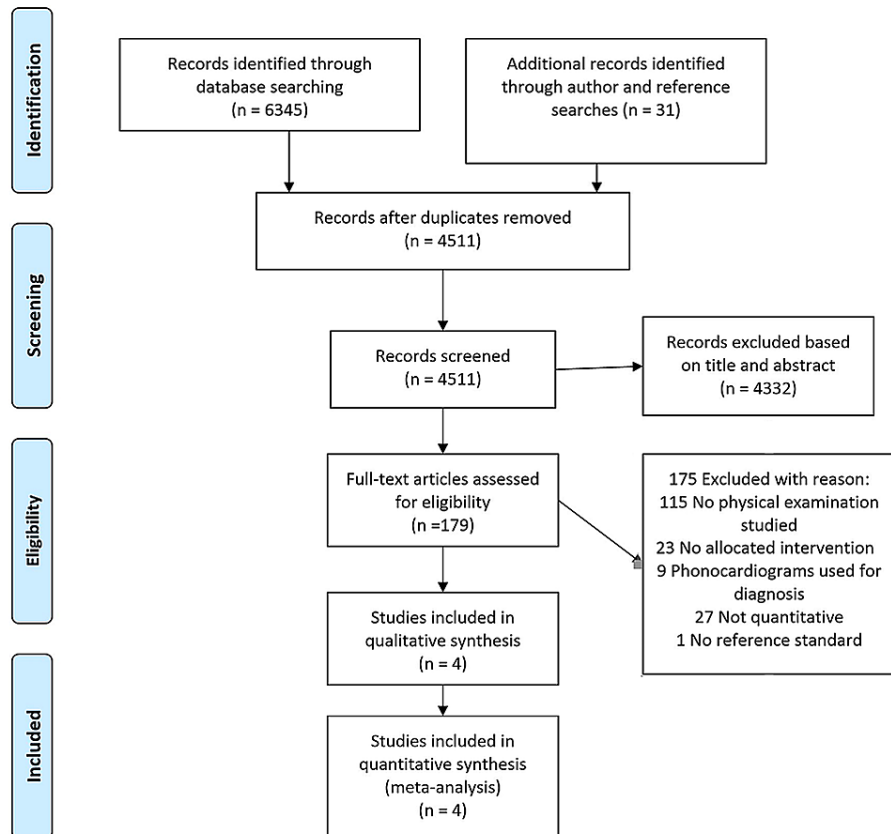 Identification
Records identified through
database searching
(n = 6345)
Additional records identified
through author and reference
searches (n = 31)
Records after duplicates removed
(n = 4511)
Screening
Records screened
(n = 4511)
Records excluded based
on title and abstract
(n = 4332)
Eligibility
Full-text articles assessed
for eligibility
(n =179)
175 Excluded with reason:
115 No physical examination
studied
23 No allocated intervention
9 Phonocardiograms used for
diagnosis
27 Not quantitative
1 No reference standard
Studies included in
qualitative synthesis
(n = 4)
Included
Studies included in
quantitative synthesis
(meta-analysis)
(n = 4)